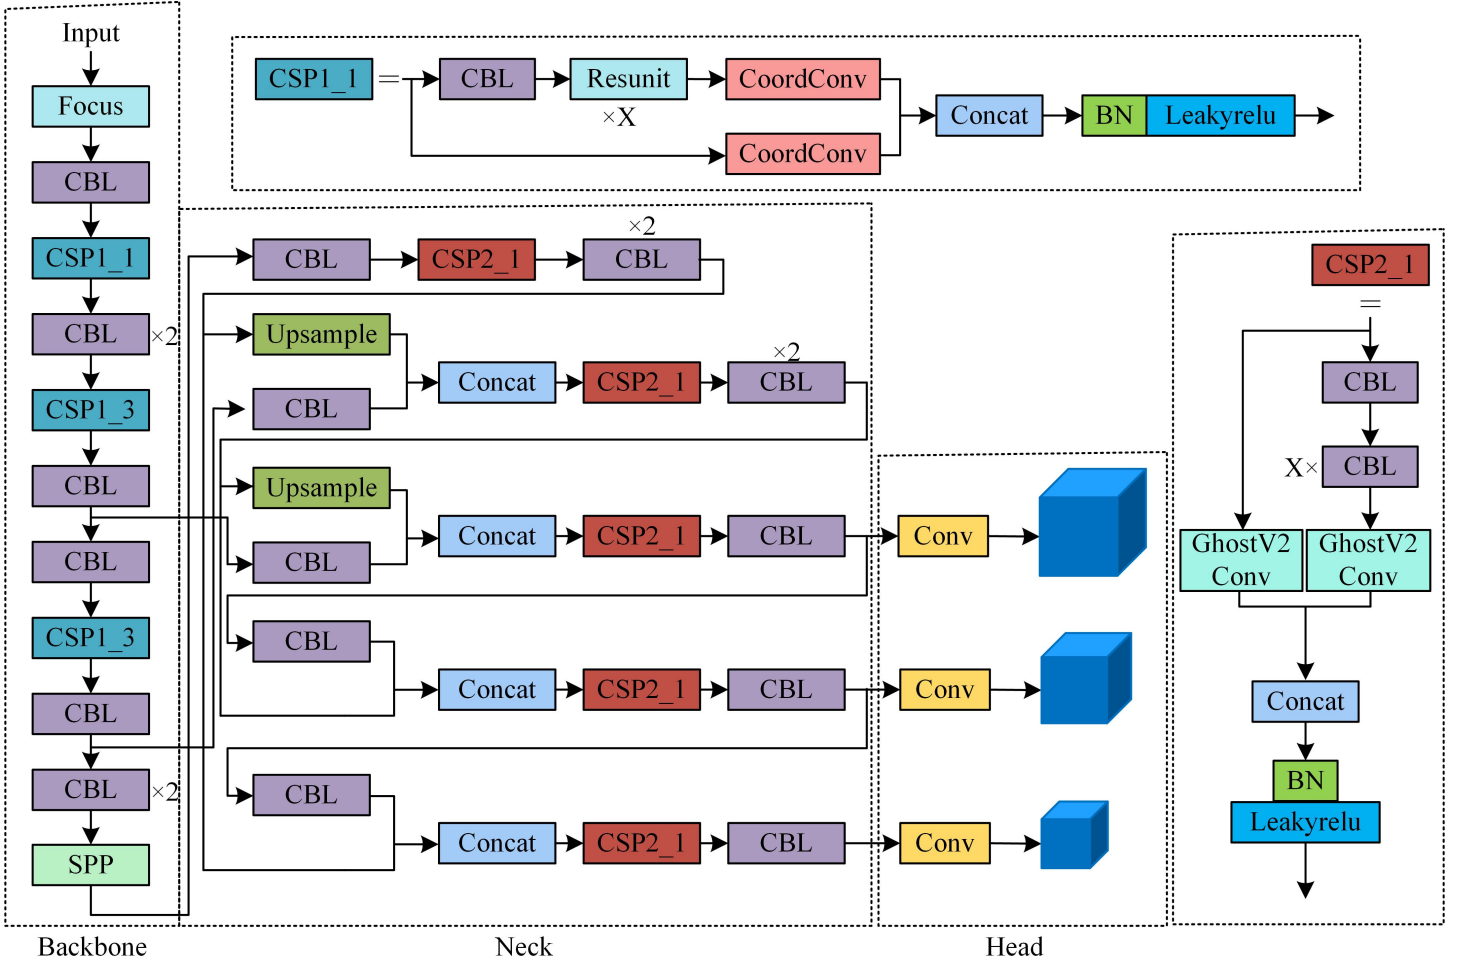 Input
Focus
CBL
CSP1_1
CBL ×2
CSP1_3
CBL
CBL
CSP1_3
CBL
CBL ×2
SPP
Backbone
CSP1_1 = CBL Resunit CoordConv
×X
Concat BN Leakyrelu
CoordConv
×2
CBL CSP2_1 CBL
Upsample
×2
Concat CSP2_1 CBL
CBL
Upsample
Concat CSP2_1 CBL
CBL
CBL
Concat CSP2_1 CBL
CBL
Concat CSP2_1 CBL
Neck
Conv
Conv
Conv
Head
CSP2_1
=
CBL
X× CBL
GhostV2 GhostV2
Conv Conv
Concat
BN
Leakyrelu